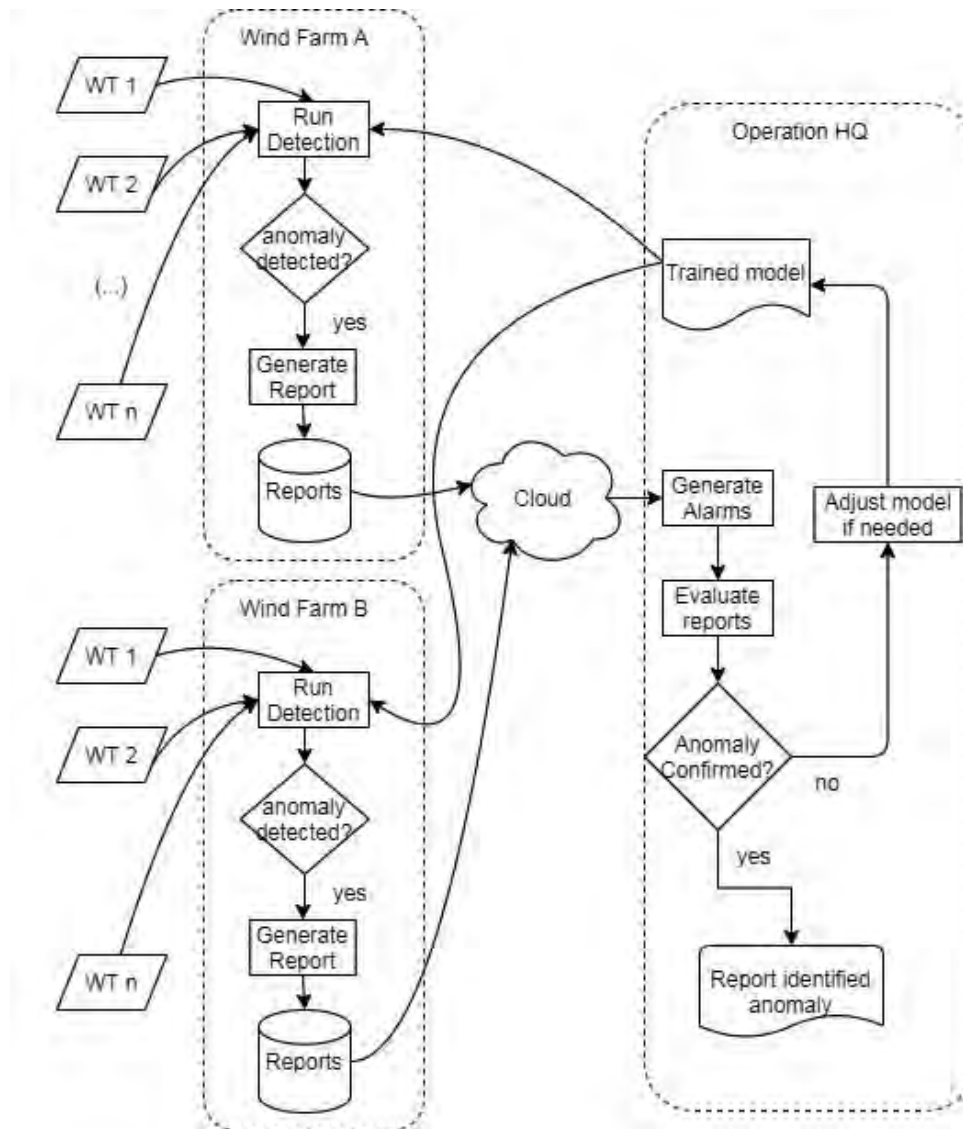 Wind Farm A
WT 1
Run
Detection
WT 2
anomaly
detected?
(...)
yes
Generate
Report
WT n
Reports
Wind Farm B
WT 1
Run
Detection
WT 2
anomaly
detected?
yes
Generate
Report
WT n
Reports
Cloud
Operation HQ
Trained model
Generate
Alarms
Adjust model
if needed
Evaluate
reports
Anomaly
Confirmed?
no
yes
Report identified
anomaly